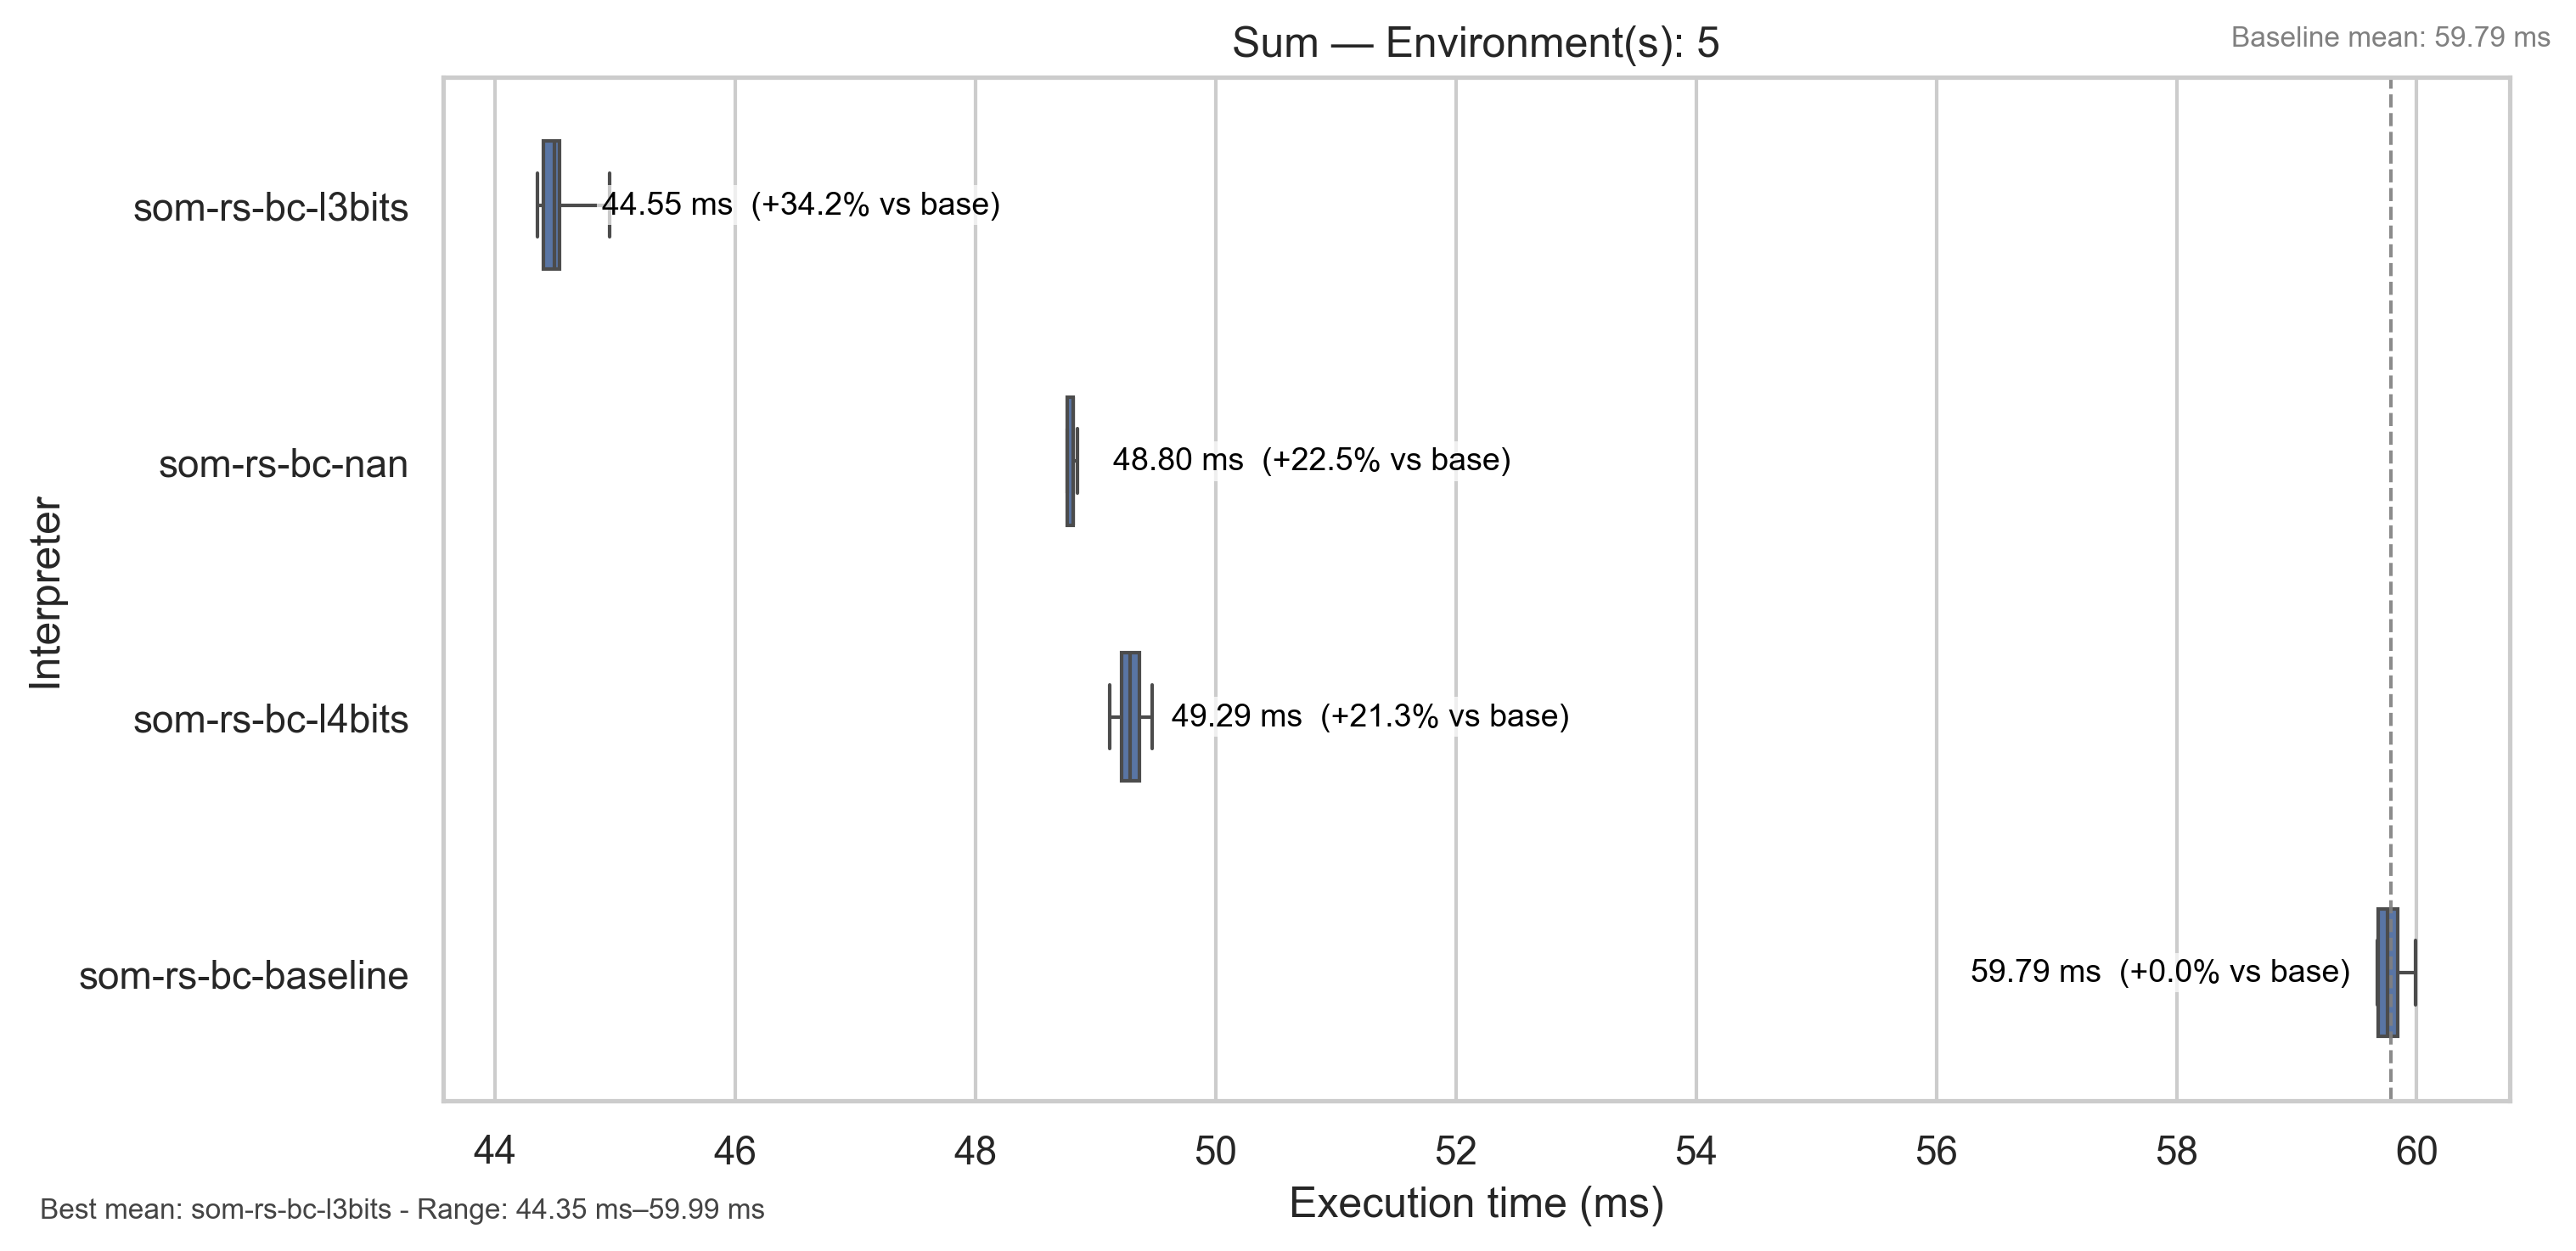 Sum — Environment(s): 5
Baseline mean: 59.79 ms
Interpreter
som-rs-bc-l3bits
44.55 ms (+34.2% vs base)
som-rs-bc-nan
48.80 ms (+22.5% vs base)
som-rs-bc-l4bits
49.29 ms (+21.3% vs base)
som-rs-bc-baseline
59.79 ms (+0.0% vs base)
44 46 48 50 52 54 56 58 60
Execution time (ms)
Best mean: som-rs-bc-l3bits - Range: 44.35 ms–59.99 ms